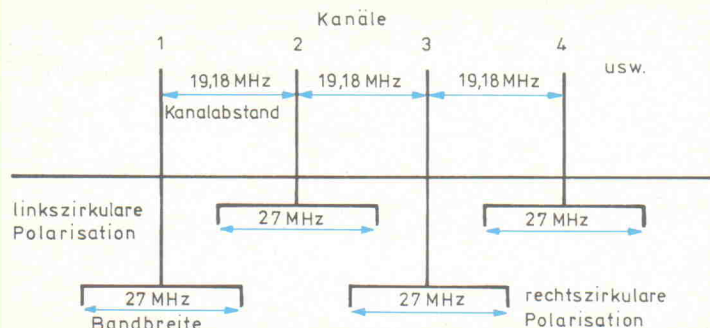 Kanäle
1 2 3 4 usw.
19,18 MHz 19,18 MHz 19,18 MHz
Kanalabstand
linkszirkulare
Polarisation
27 MHz 27 MHz
27 MHz 27 MHz
Bandbreite
rechtszirkulare
Polarisation